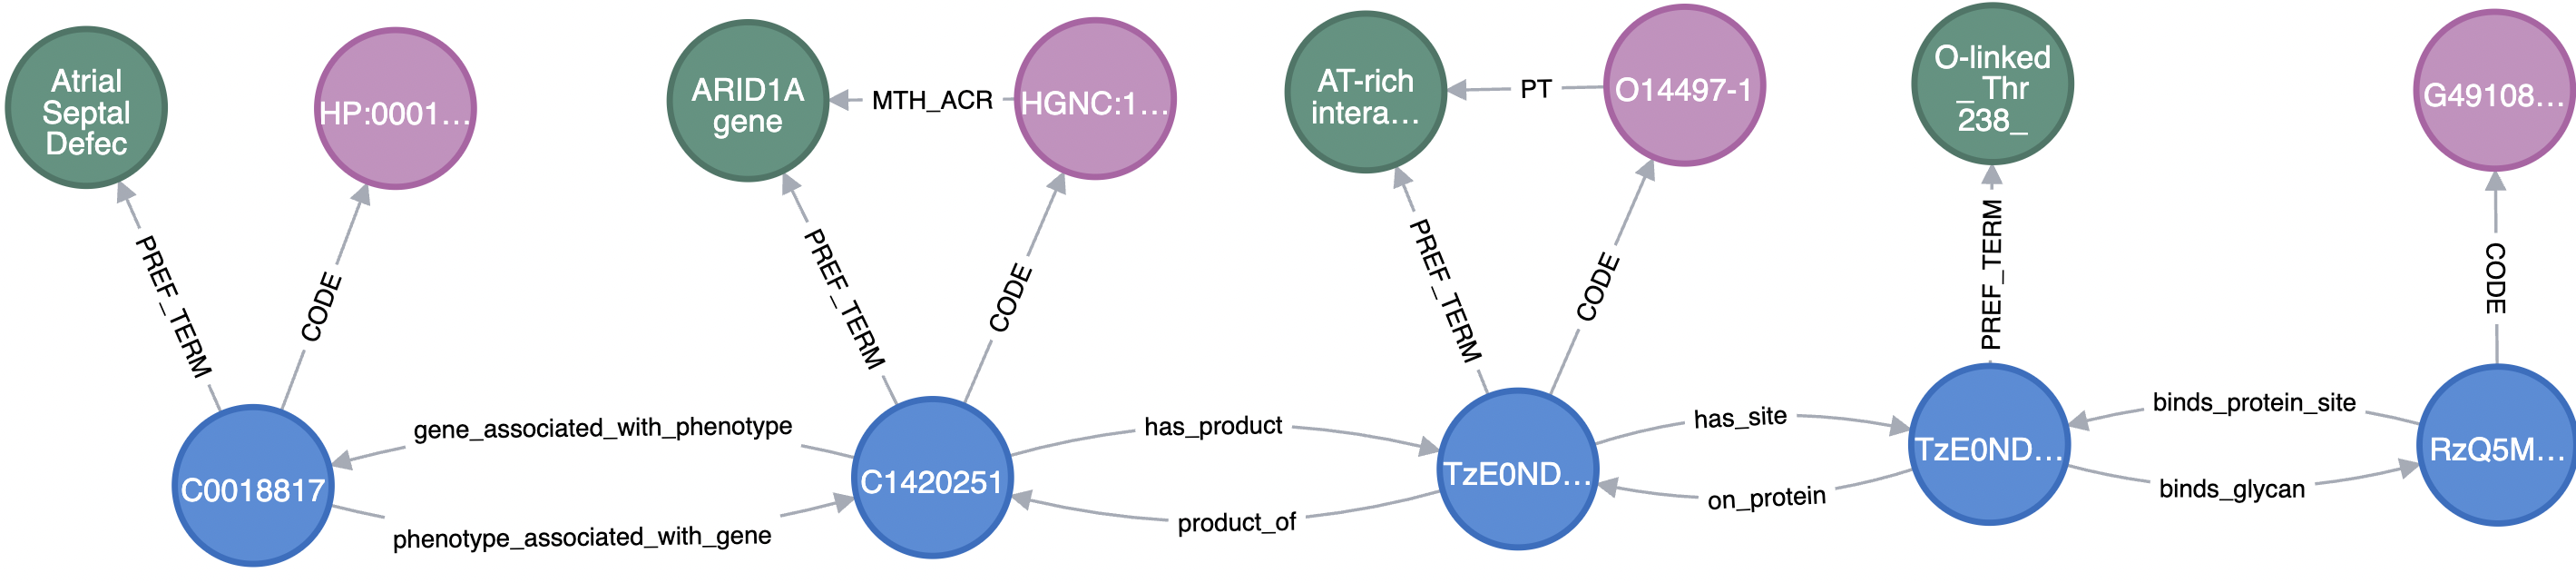 Atrial
Septal
Defec
HP:0001...
ARID1A
gene
MTH_ACR
HGNC:1...
AT-rich
intera...
PT
O14497-1
O-linked
_ Thr
238_
G49108...
PREF_TERM
CODE
PREF_TERM
CODE
PREF_TERM
CODE
PREF_TERM
CODE
C0018817
gene_associated_with_phenotype
phenotype_associated_with_gene
C1420251
has_product
product_of
TzE0ND...
has_site
on_protein
TzE0ND...
binds_protein_site
binds_glycan
RzQ5M...